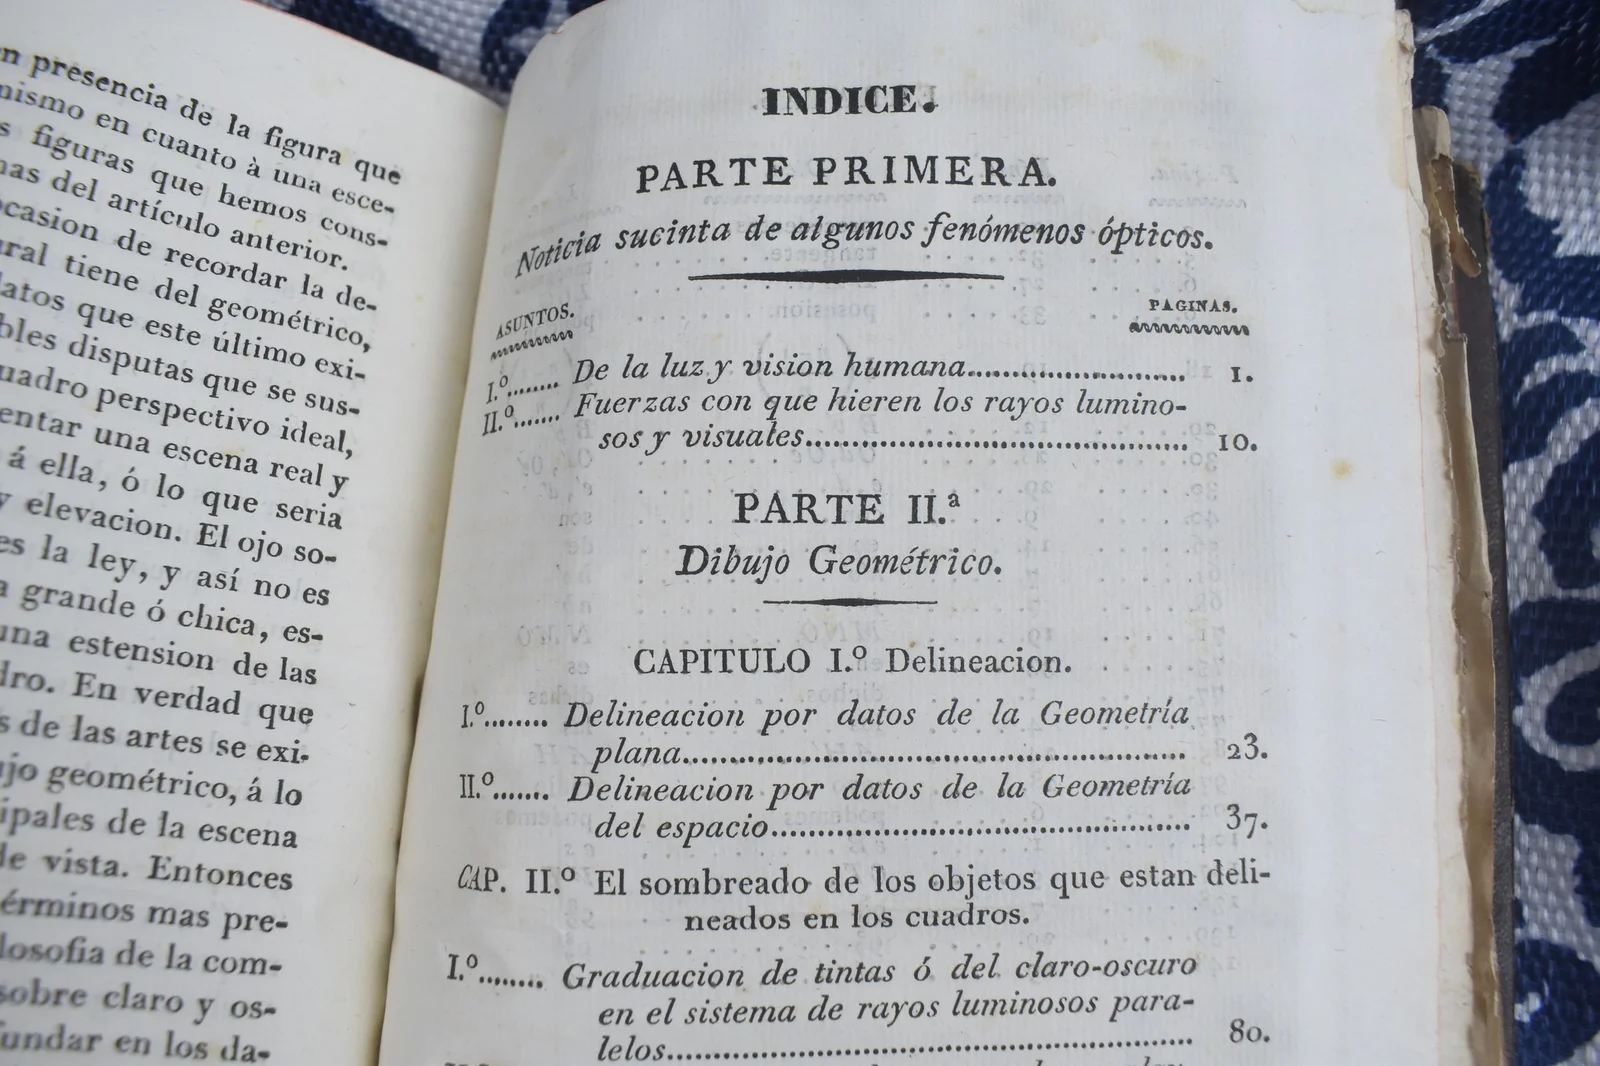 presencia de la figura que
mismo en cuanto à una esce-
figuras que hemos cons-
del artículo anterior.
ocasion de recordar la de-
tiene del geométrico,
que este último exi-
disputas que se sus-
perspectivo ideal,
una escena real y
á ella, ó lo que seria
y elevacion. El ojo so-
es la ley, y así no es
grande ó chica, es-
una estension de las
En verdad que
de las artes se exi-
geométrico, á lo
de la escena
de vista. Entonces
mas pre-
de la com-
sobre claro y os-
en los da-
INDICE.
PARTE PRIMERA.
Noticia sucinta de algunos fenómenos ópticos.
ASUNTOS. PAGINAS.
I.º........ De la luz y vision humana........................... 1.
II.º....... Fuerzas con que hieren los rayos lumino-
sos y visuales............................................... 10.
PARTE II.ª
Dibujo Geométrico.
CAPITULO I.º Delineacion.
I.º........ Delineacion por datos de la Geometría
plana........................................................ 23.
II.º....... Delineacion por datos de la Geometría
del espacio.............................................. 37.
CAP. II.º El sombreado de los objetos que estan deli-
neados en los cuadros.
I.º........ Graduacion de tintas ó del claro-oscuro
en el sistema de rayos luminosos para-
lelos......................................................... 80.